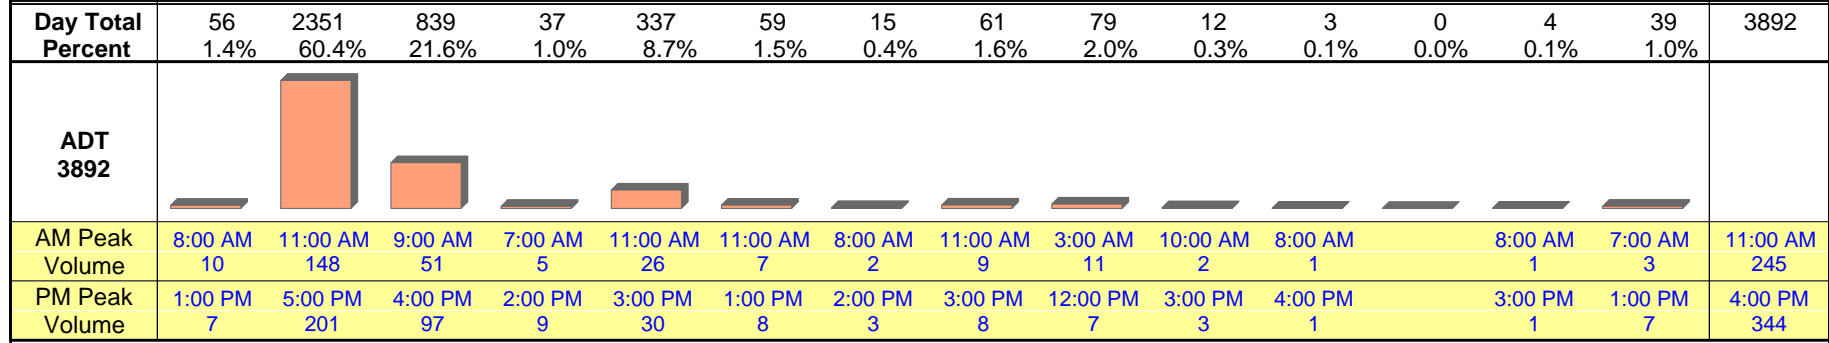 Day Total 56 2351 839 37 337 59 15 61 79 12 3 0 4 39 3892
Percent 1.4% 60.4% 21.6% 1.0% 8.7% 1.5% 0.4% 1.6% 2.0% 0.3% 0.1% 0.0% 0.1% 1.0%
ADT
3892
AM Peak 8:00 AM 11:00 AM 9:00 AM 7:00 AM 11:00 AM 11:00 AM 8:00 AM 11:00 AM 3:00 AM 10:00 AM 8:00 AM 8:00 AM 7:00 AM 11:00 AM
Volume 10 148 51 5 26 7 2 9 11 2 1 1 3 245
PM Peak 1:00 PM 5:00 PM 4:00 PM 2:00 PM 3:00 PM 1:00 PM 2:00 PM 3:00 PM 12:00 PM 3:00 PM 4:00 PM 3:00 PM 1:00 PM 4:00 PM
Volume 7 201 97 9 30 8 3 8 7 3 1 1 7 344